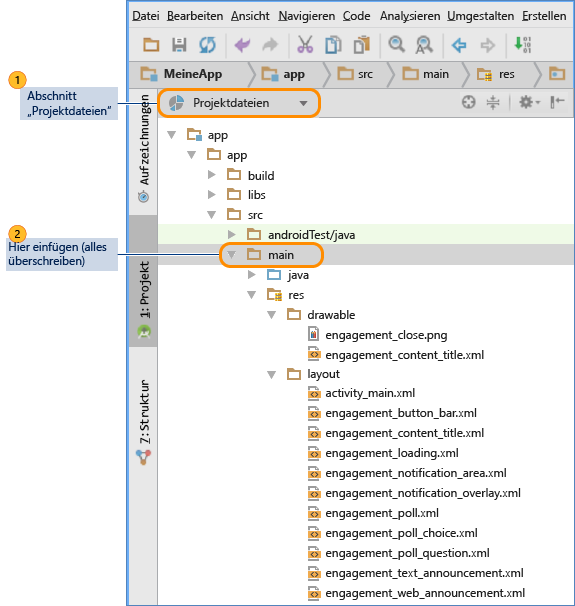 Datei Bearbeiten Ansicht Navigieren Code Analysieren Umgestalten Erstellen
MeineApp app src main res
1
Abschnitt
„Projektdateien“
Projektdateien
Aufzeichnungen
app
app
build
libs
src
androidTest/java
2
Hier einfügen (alles
überschreiben)
main
1: Projekt
java
res
drawable
engagement_close.png
engagement_content_title.xml
layout
7: Struktur
activity_main.xml
engagement_button_bar.xml
engagement_content_title.xml
engagement_loading.xml
engagement_notification_area.xml
engagement_notification_overlay.xml
engagement_poll.xml
engagement_poll_choice.xml
engagement_poll_question.xml
engagement_text_announcement.xml
engagement_web_announcement.xml